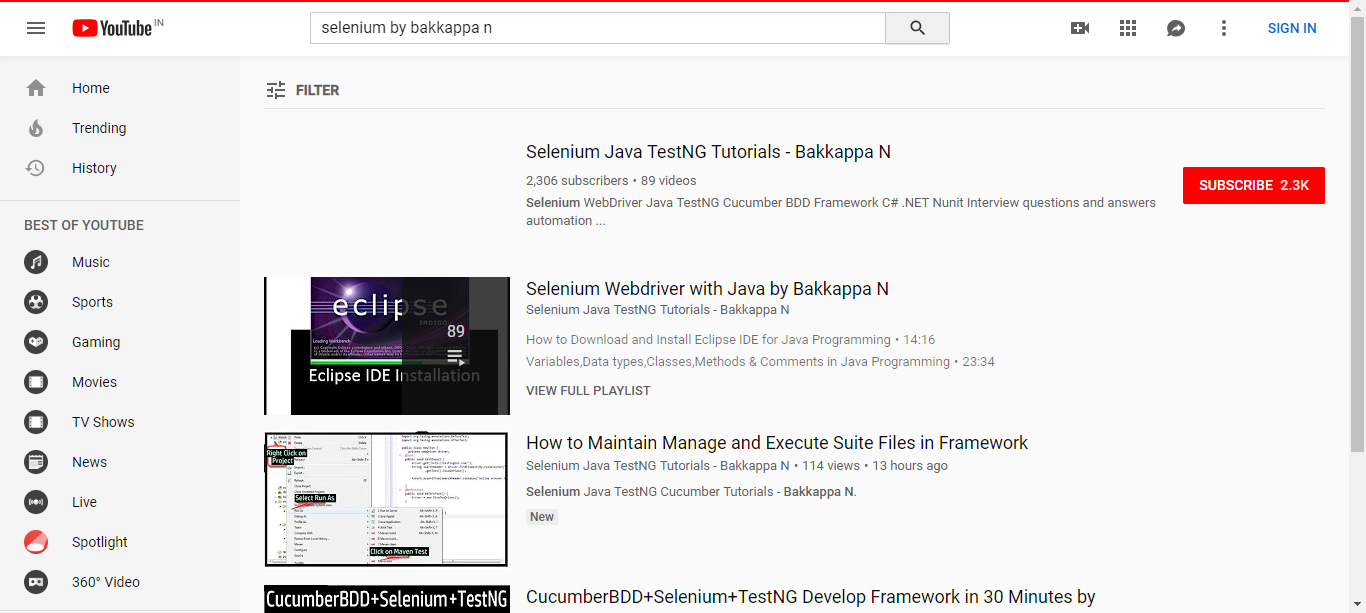 YouTube IN
selenium by bakkappa n
SIGN IN
Home
Trending
History
BEST OF YOUTUBE
Music
Sports
Gaming
Movies
TV Shows
News
Live
Spotlight
360° Video
FILTER
Selenium Java TestNG Tutorials - Bakkappa N
2,306 subscribers • 89 videos
Selenium WebDriver Java TestNG Cucumber BDD Framework C# .NET Nunit Interview questions and answers
automation ...
SUBSCRIBE 2.3K
eclipse
INDIGO
89
Eclipse IDE Installation
Selenium Webdriver with Java by Bakkappa N
Selenium Java TestNG Tutorials - Bakkappa N
How to Download and Install Eclipse IDE for Java Programming • 14:16
Variables,Data types,Classes,Methods & Comments in Java Programming • 23:34
VIEW FULL PLAYLIST
Right Click on
Project
Select Run As
Click on Maven Test
How to Maintain Manage and Execute Suite Files in Framework
Selenium Java TestNG Tutorials - Bakkappa N • 114 views • 13 hours ago
Selenium Java TestNG Cucumber Tutorials - Bakkappa N.
New
CucumberBDD+Selenium+TestNG
CucumberBDD+Selenium+TestNG Develop Framework in 30 Minutes by